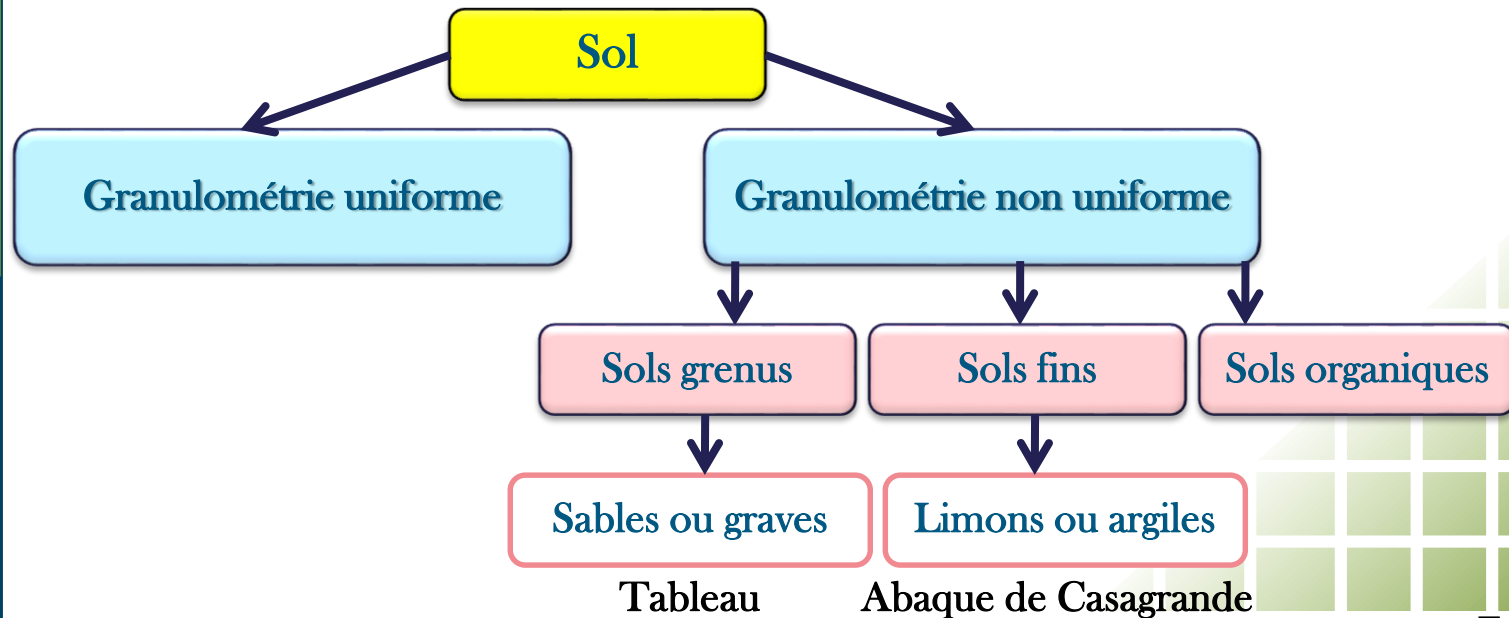 Sol
Granulométrie uniforme
Granulométrie non uniforme
Sols grenus
Sols fins
Sols organiques
Sables ou graves
Limons ou argiles
Tableau
Abaque de Casagrande